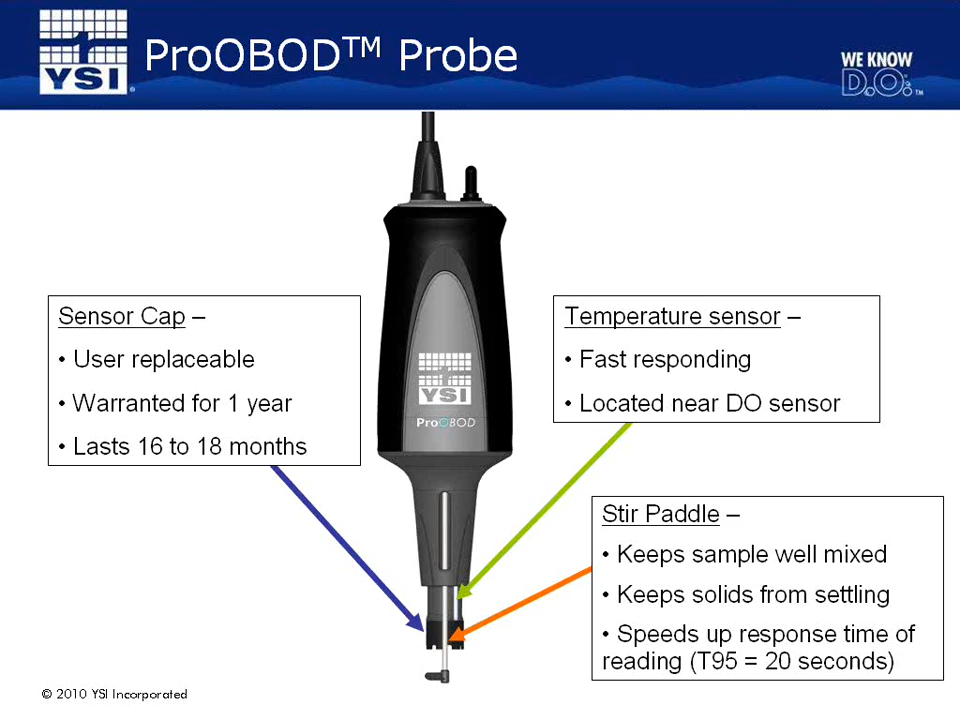 YSI
ProOBOD™ Probe
WE KNOW
D.O.™
Sensor Cap –
• User replaceable
• Warranted for 1 year
• Lasts 16 to 18 months
Temperature sensor –
• Fast responding
• Located near DO sensor
YSI
ProOBOD
Stir Paddle –
• Keeps sample well mixed
• Keeps solids from settling
• Speeds up response time of
reading (T95 = 20 seconds)
© 2010 YSI Incorporated